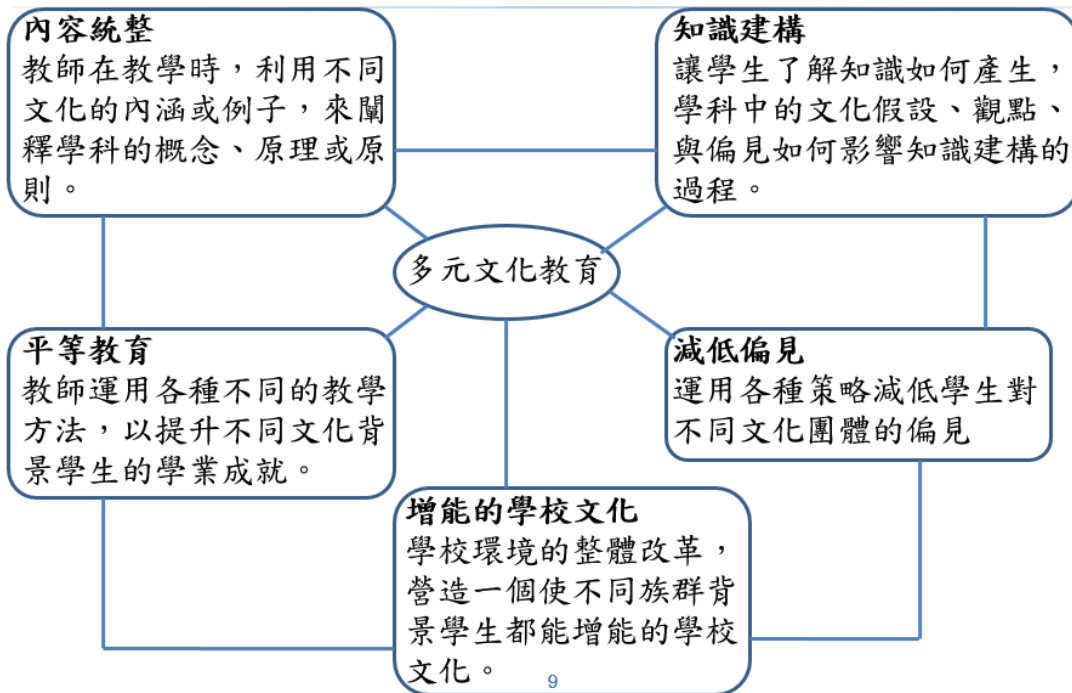 內容統整
教師在教學時，利用不同
文化的內涵或例子，來闡
釋學科的概念、原理或原
則。
知識建構
讓學生了解知識如何產生，
學科中的文化假設、觀點、
與偏見如何影響知識建構的
過程。
多元文化教育
平等教育
教師運用各種不同的教學
方法，以提升不同文化背
景學生的學業成就。
減低偏見
運用各種策略減低學生對
不同文化團體的偏見
增能的學校文化
學校環境的整體改革，
營造一個使不同族群背
景學生都能增能的學校
文化。
9